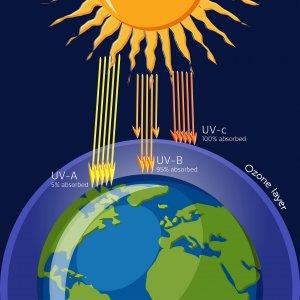 UV-c
100% absorbed
UV-B
95% absorbed
UV-A
5% absorbed
Ozone layer